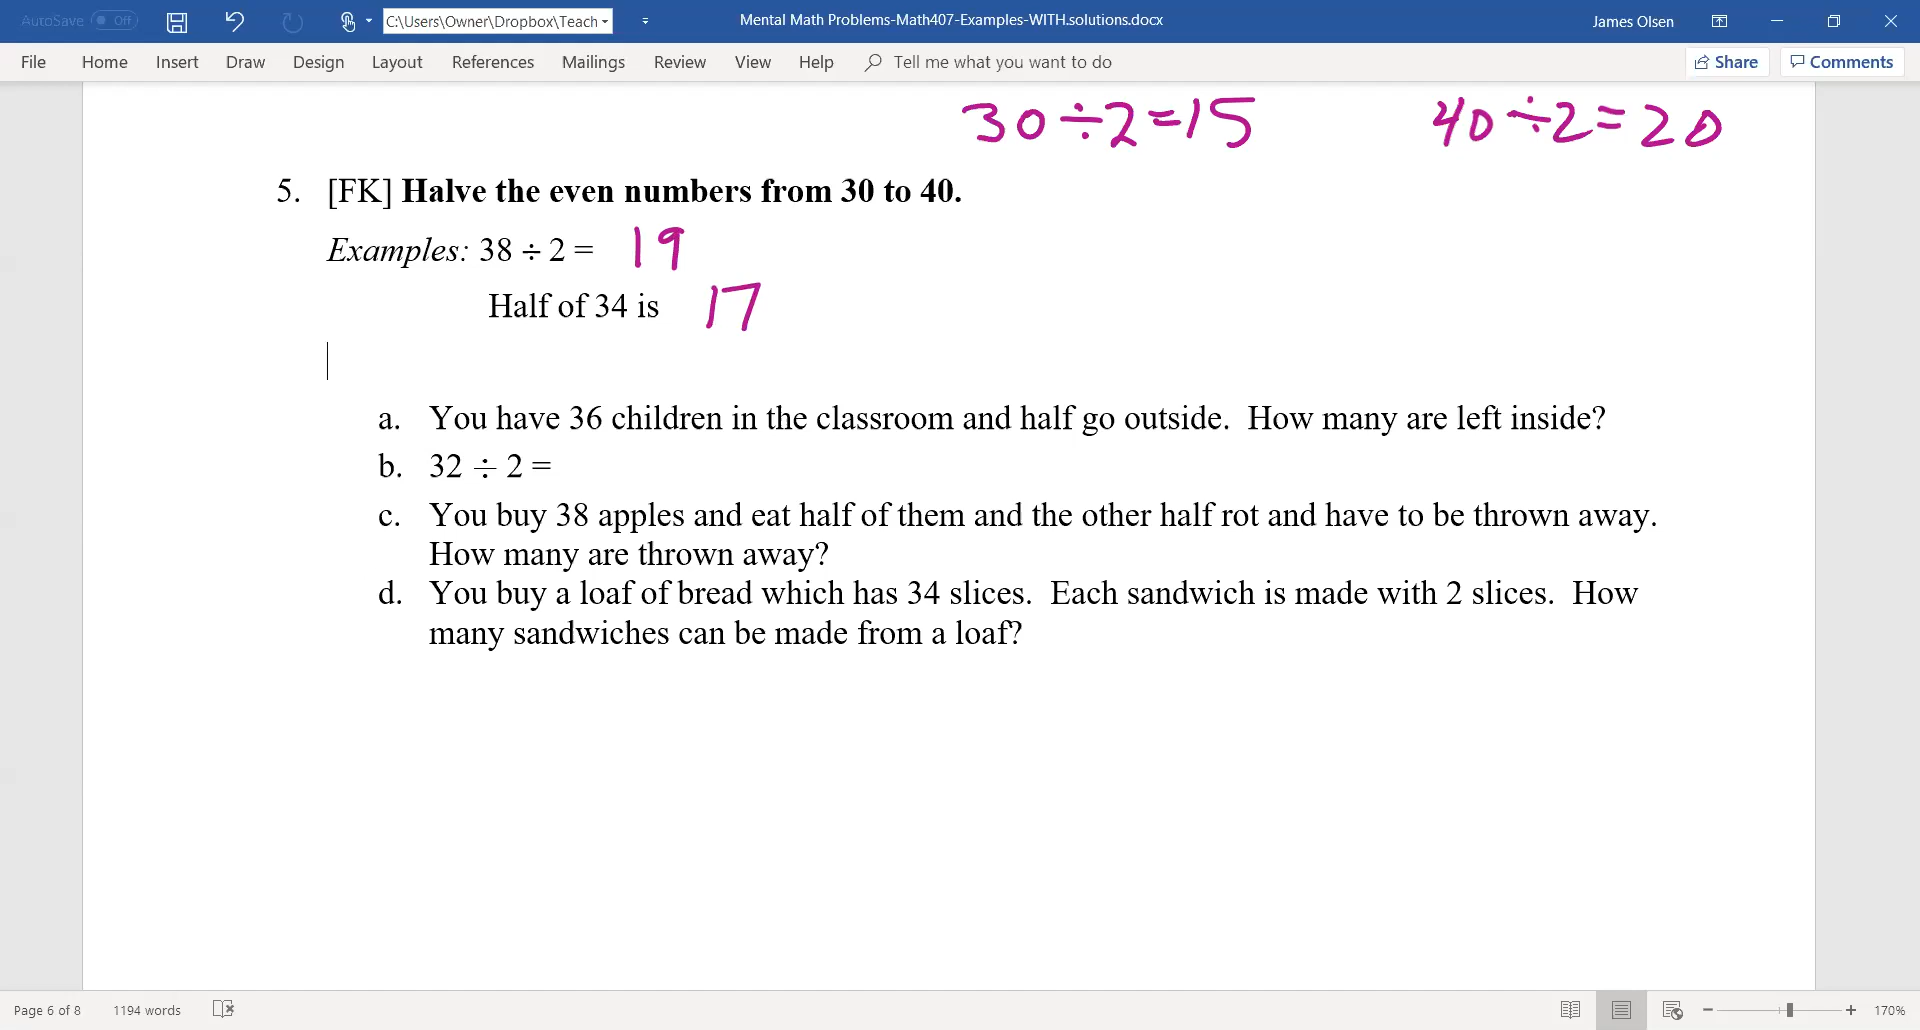 AutoSave Off C:\Users\Owner\Dropbox\Teach Mental Math Problems-Math407-Examples-WITH.solutions.docx James Olsen
File Home Insert Draw Design Layout References Mailings Review View Help Tell me what you want to do Share Comments
30÷2=15 40÷2=20
5. [FK] Halve the even numbers from 30 to 40.
Examples: 38 ÷ 2 = 19
Half of 34 is 17
a. You have 36 children in the classroom and half go outside. How many are left inside?
b. 32 ÷ 2 =
c. You buy 38 apples and eat half of them and the other half rot and have to be thrown away.
How many are thrown away?
d. You buy a loaf of bread which has 34 slices. Each sandwich is made with 2 slices. How
many sandwiches can be made from a loaf?
Page 6 of 8 1194 words 170%